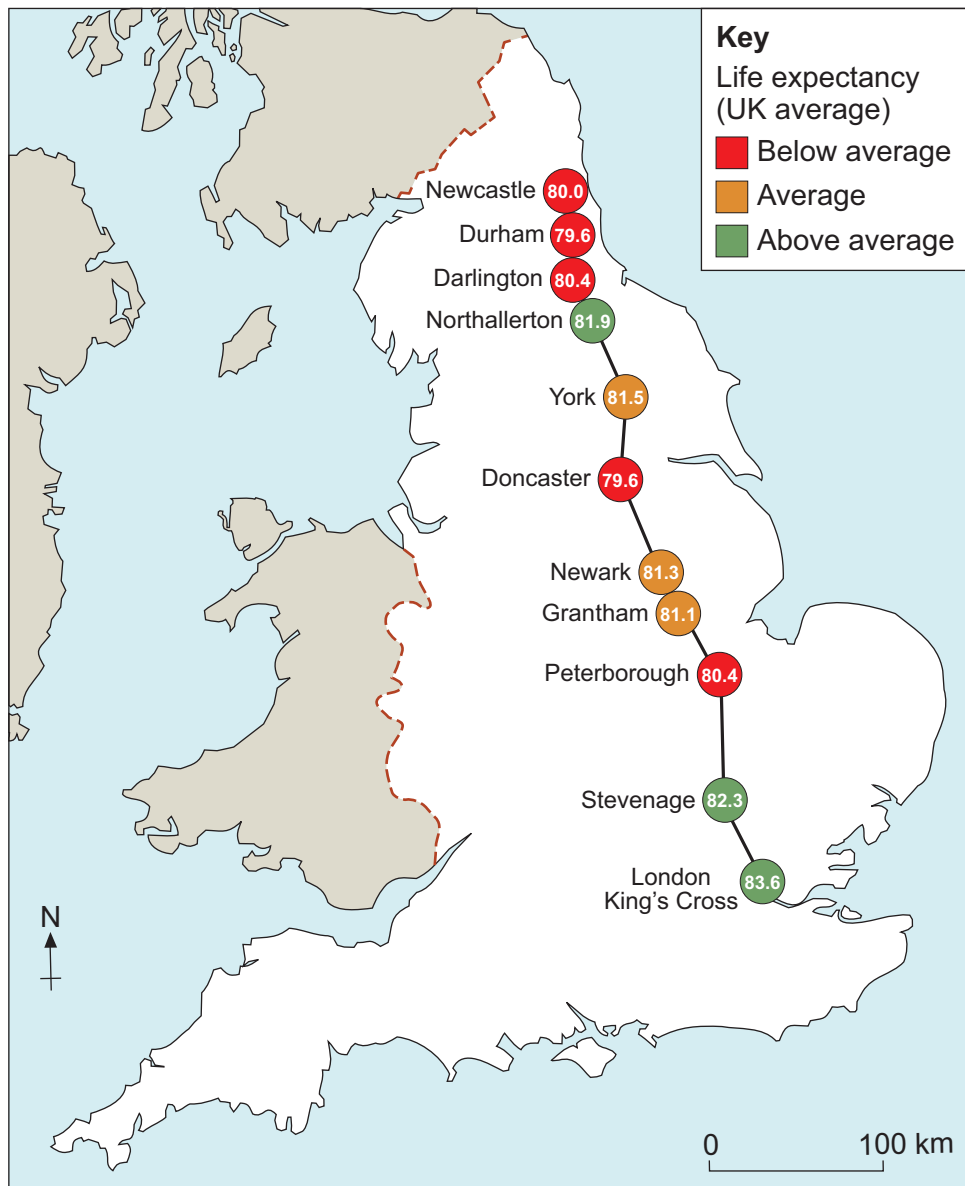 Key
Life expectancy
(UK average)
Below average
Average
Above average
Newcastle 80.0
Durham 79.6
Darlington 80.4
Northallerton 81.9
York 81.5
Doncaster 79.6
Newark 81.3
Grantham 81.1
Peterborough 80.4
Stevenage 82.3
London
King's Cross 83.6
N
0 100 km